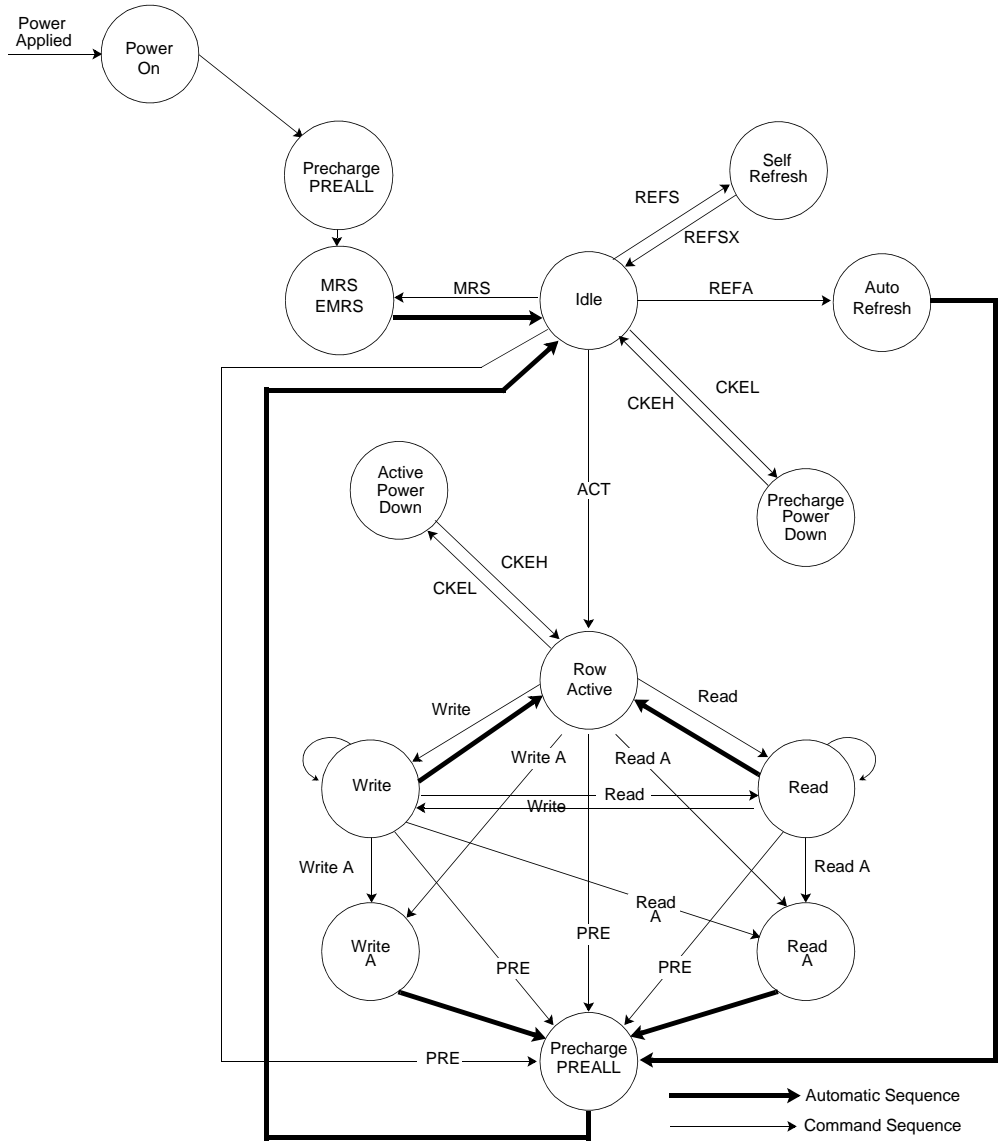 Power
Applied
Power
On
Precharge
PREALL
Self
Refresh
REFS
REFSX
MRS
EMRS
MRS
Idle
REFA
Auto
Refresh
CKEL
CKEH
Active
Power
Down
ACT
Precharge
Power
Down
CKEH
CKEL
Row
Active
Write
Read
Write A
Read A
Write
Read
Read
Write
Write A
Read A
Read
A
Write
A
PRE
Read
A
PRE
PRE
Precharge
PREALL
PRE
Automatic Sequence
Command Sequence